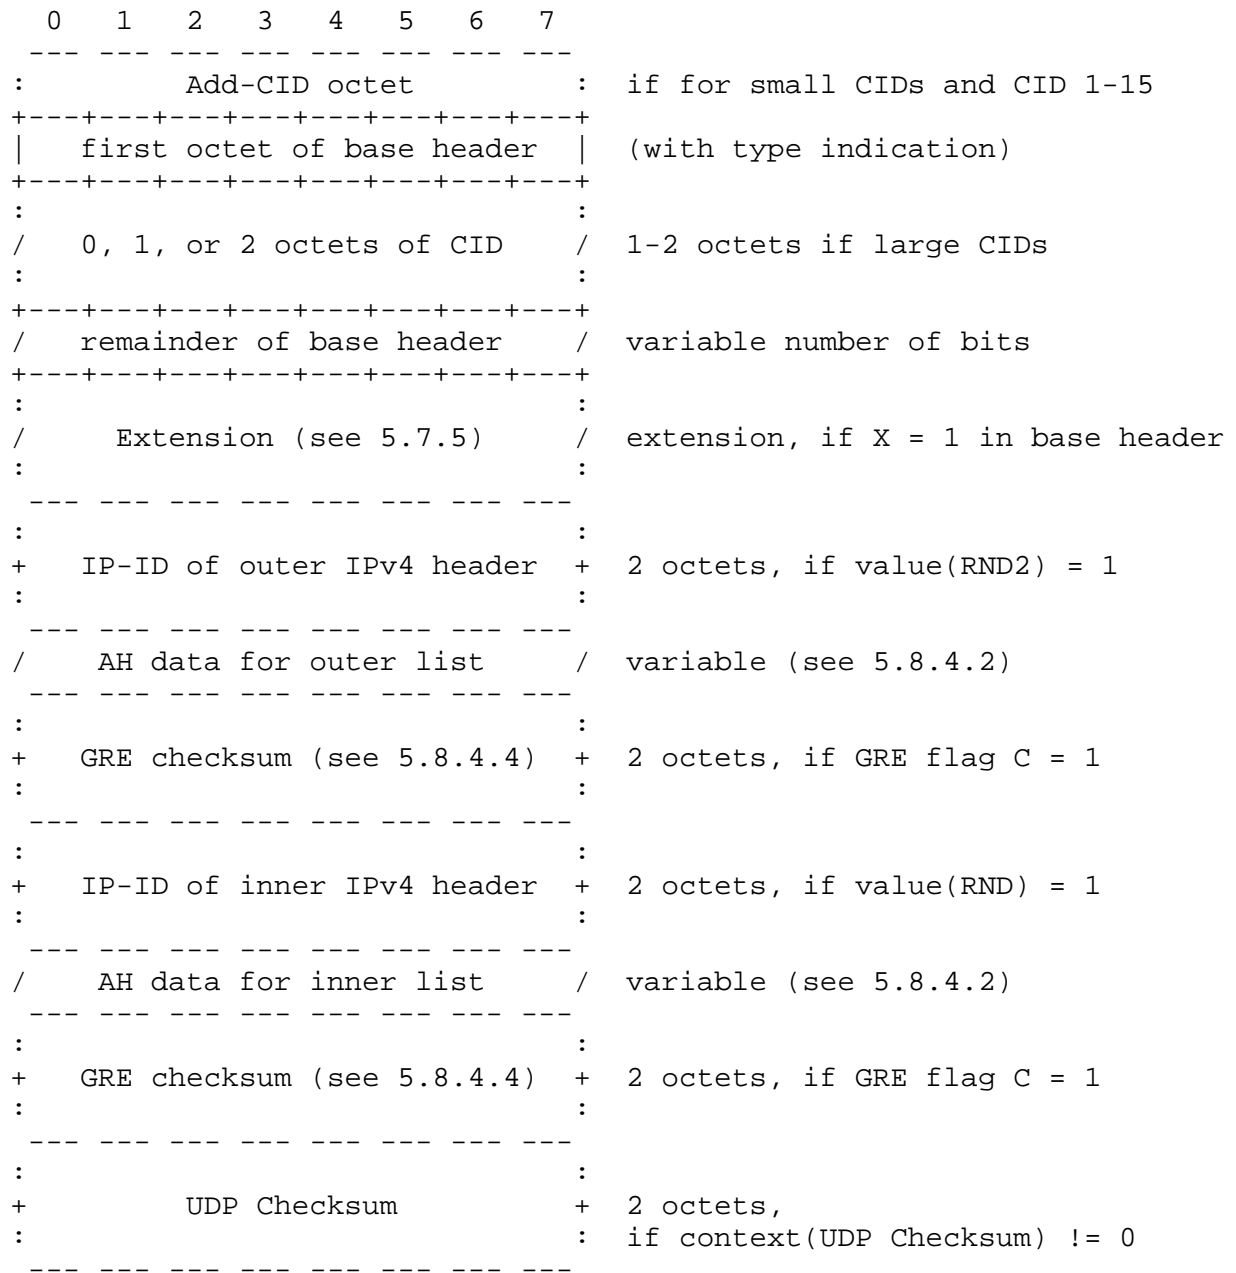 0   1   2   3   4   5   6   7
 --- --- --- --- --- --- --- ---
:         Add-CID octet         :  if for small CIDs and CID 1-15
+---+---+---+---+---+---+---+---+
|   first octet of base header  |  (with type indication)
+---+---+---+---+---+---+---+---+
:                               :
/   0, 1, or 2 octets of CID    /  1-2 octets if large CIDs
:                               :
+---+---+---+---+---+---+---+---+
/   remainder of base header    /  variable number of bits
+---+---+---+---+---+---+---+---+
:                               :
/     Extension (see 5.7.5)     /  extension, if X = 1 in base header
:                               :
 --- --- --- --- --- --- --- ---
:                               :
+   IP-ID of outer IPv4 header  +  2 octets, if value(RND2) = 1
:                               :
 --- --- --- --- --- --- --- ---
/    AH data for outer list     /  variable (see 5.8.4.2)
 --- --- --- --- --- --- --- ---
:                               :
+   GRE checksum (see 5.8.4.4)  +  2 octets, if GRE flag C = 1
:                               :
 --- --- --- --- --- --- --- ---
:                               :
+   IP-ID of inner IPv4 header  +  2 octets, if value(RND) = 1
:                               :
 --- --- --- --- --- --- --- ---
/    AH data for inner list     /  variable (see 5.8.4.2)
 --- --- --- --- --- --- --- ---
:                               :
+   GRE checksum (see 5.8.4.4)  +  2 octets, if GRE flag C = 1
:                               :
 --- --- --- --- --- --- --- ---
:                               :
+         UDP Checksum          +  2 octets,
:                               :  if context(UDP Checksum) != 0
 --- --- --- --- --- --- --- ---